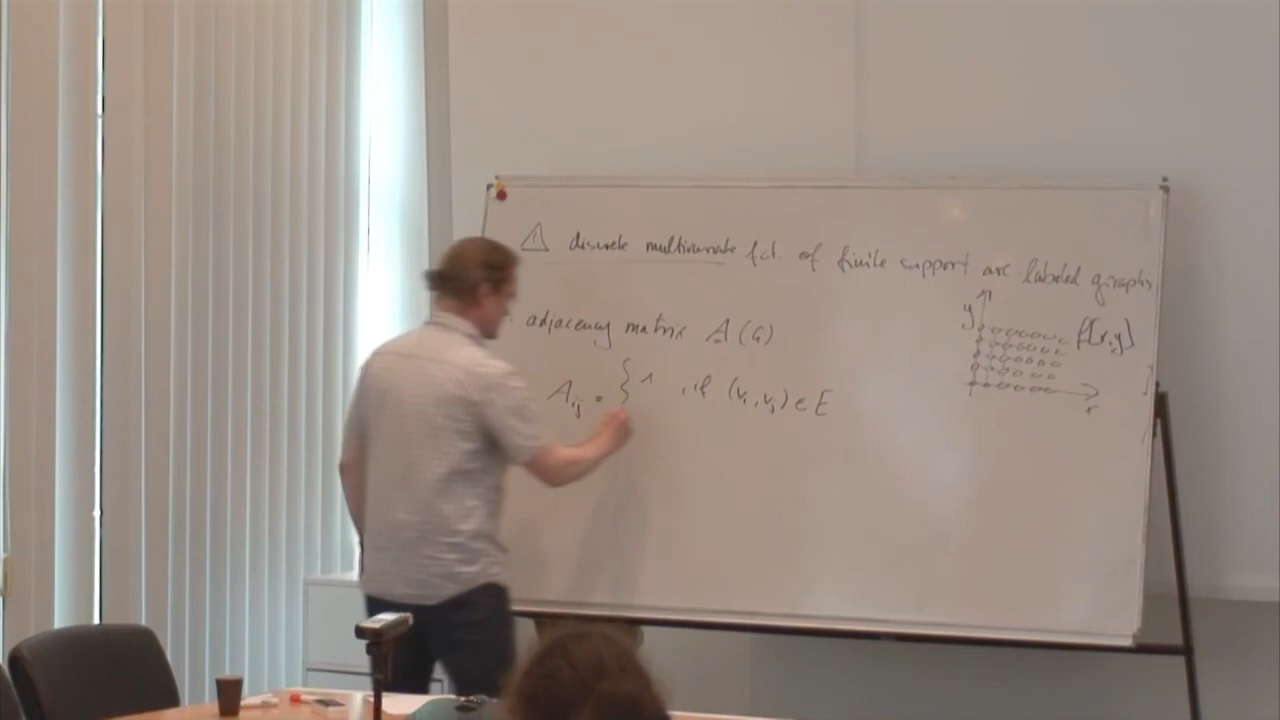 ⚠ discrete multivariate fct. of finite support are labeled graphs
· adjacency matrix A(G)
y
f[x,y]
x
A_ij = { 1 , if (v_i, v_j) ∈ E